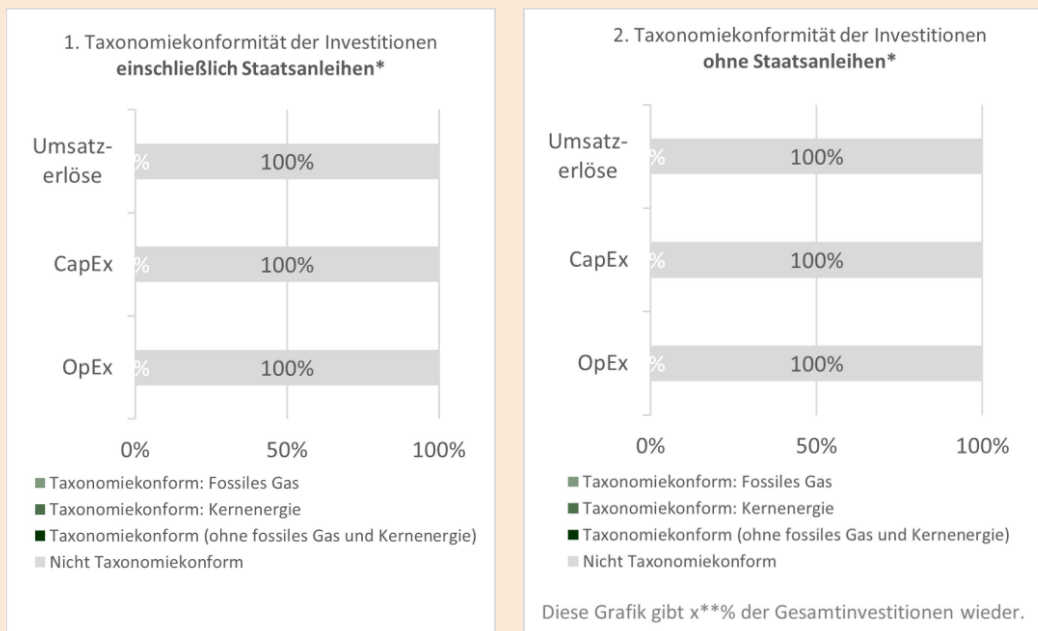 1. Taxonomiekonformität der Investitionen
einschließlich Staatsanleihen*
Umsatz-
erlöse
% 100%
CapEx
% 100%
OpEx
% 100%
0% 50% 100%
Taxonomiekonform: Fossiles Gas
Taxonomiekonform: Kernenergie
Taxonomiekonform (ohne fossiles Gas und Kernenergie)
Nicht Taxonomiekonform
2. Taxonomiekonformität der Investitionen
ohne Staatsanleihen*
Umsatz-
erlöse
% 100%
CapEx
% 100%
OpEx
% 100%
0% 50% 100%
Taxonomiekonform: Fossiles Gas
Taxonomiekonform: Kernenergie
Taxonomiekonform (ohne fossiles Gas und Kernenergie)
Nicht Taxonomiekonform
Diese Grafik gibt x**% der Gesamtinvestitionen wieder.